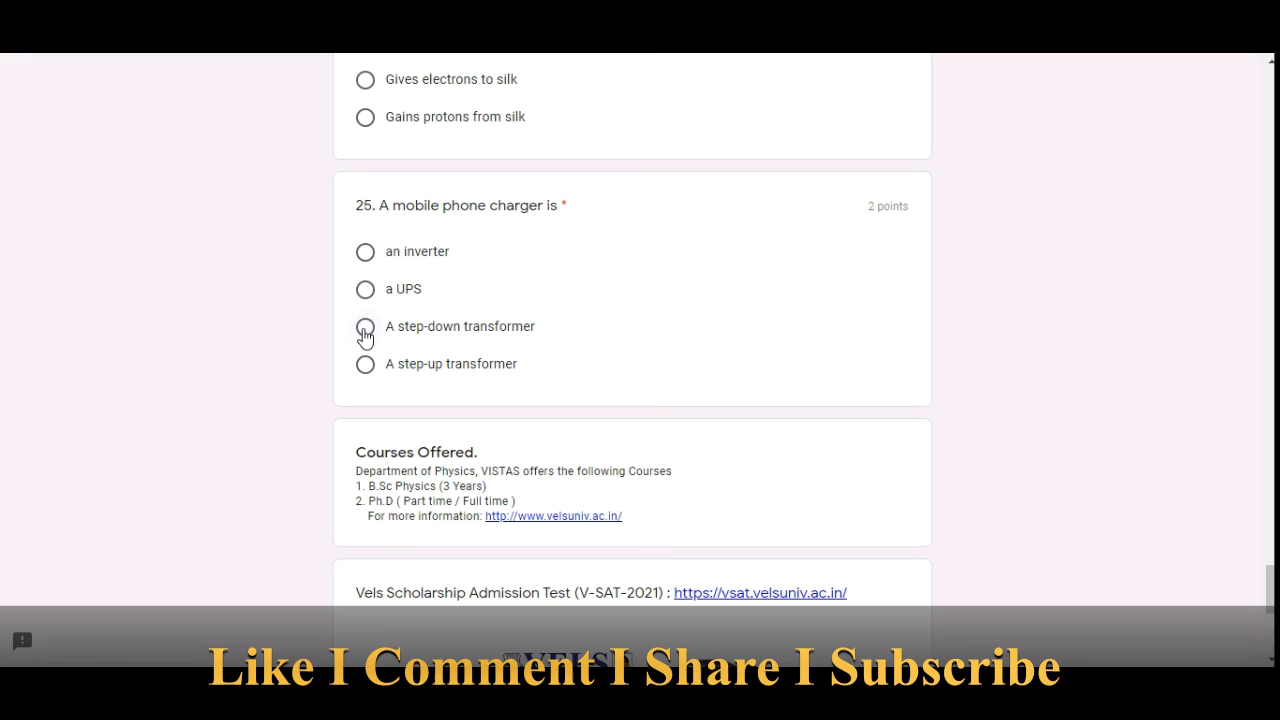 Gives electrons to silk
Gains protons from silk
25. A mobile phone charger is *
2 points
an inverter
a UPS
A step-down transformer
A step-up transformer
Courses Offered.
Department of Physics, VISTAS offers the following Courses
1. B.Sc Physics (3 Years)
2. Ph.D ( Part time / Full time )
For more information: http://www.velsuniv.ac.in/
Vels Scholarship Admission Test (V-SAT-2021) : https://vsat.velsuniv.ac.in/
VELS
Like I Comment I Share I Subscribe